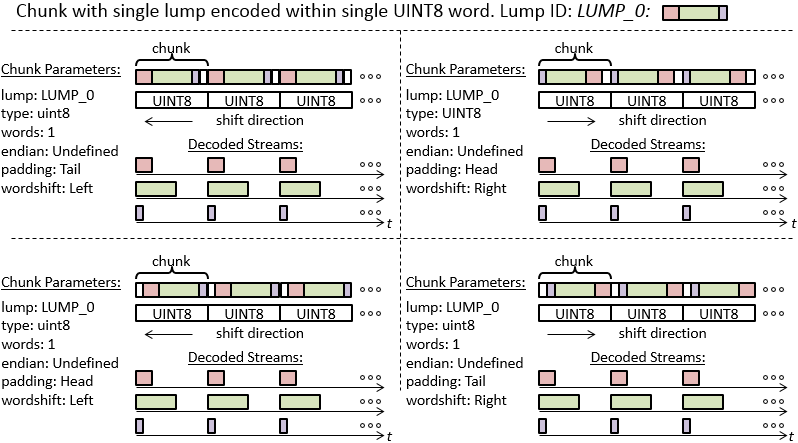 Chunk with single lump encoded within single UINT8 word. Lump ID: LUMP_0:
chunk
Chunk Parameters:
lump: LUMP_0
type: uint8
words: 1
endian: Undefined
padding: Tail
wordshift: Left
UINT8 UINT8 UINT8
shift direction
Decoded Streams:
t
chunk
Chunk Parameters:
lump: LUMP_0
type: UINT8
words: 1
endian: Undefined
padding: Head
wordshift: Right
UINT8 UINT8 UINT8
shift direction
Decoded Streams:
t
chunk
Chunk Parameters:
lump: LUMP_0
type: uint8
words: 1
endian: Undefined
padding: Head
wordshift: Left
UINT8 UINT8 UINT8
shift direction
Decoded Streams:
t
chunk
Chunk Parameters:
lump: LUMP_0
type: uint8
words: 1
endian: Undefined
padding: Tail
wordshift: Right
UINT8 UINT8 UINT8
shift direction
Decoded Streams:
t